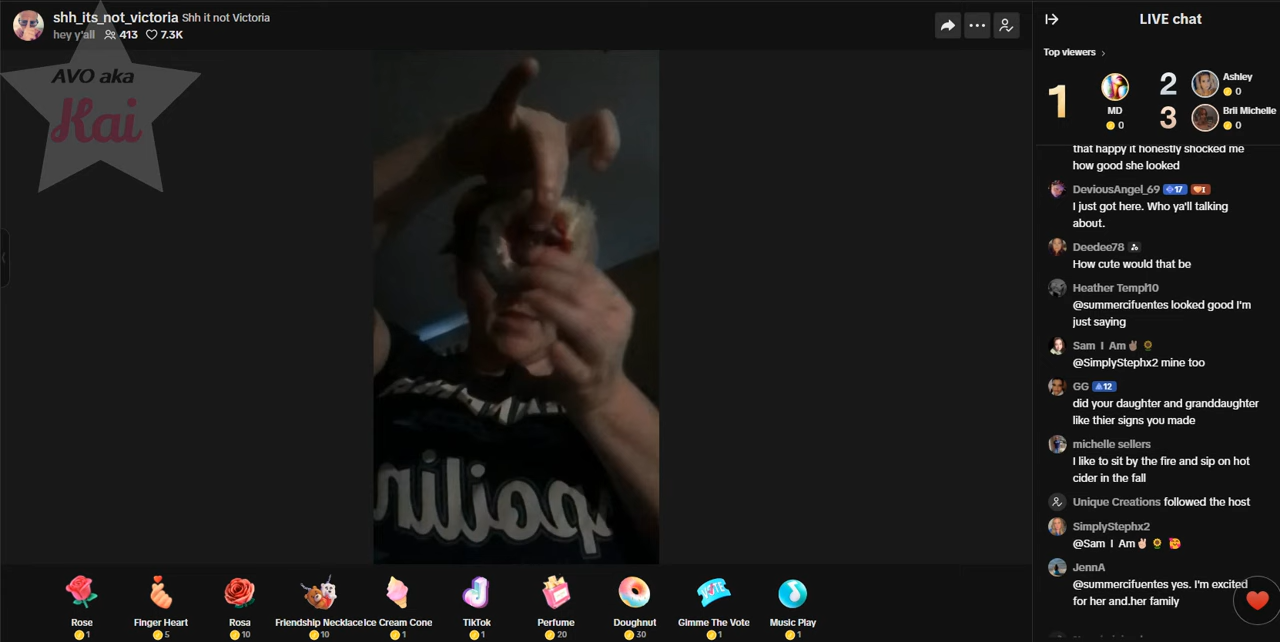 shh_its_not_victoria Shh it not Victoria
hey y'all 413 7.3K
AVO aka
Kai
LIVE chat
Top viewers
1
MD
0
2
Ashley
0
3
Brii Michelle
0
that happy it honestly shocked me
how good she looked
DeviousAngel_69 17 I
I just got here. Who ya'll talking
about.
Deedee78
How cute would that be
Heather Templ10
@summercifuentes looked good I'm
just saying
Sam I Am✌🏼 🌻
@SimplyStephx2 mine too
GG 12
did your daughter and granddaughter
like thier signs you made
michelle sellers
I like to sit by the fire and sip on hot
cider in the fall
Unique Creations followed the host
SimplyStephx2
@Sam I Am✌🏼 🌻 🥰
JennA
@summercifuentes yes. I'm excited
for her and.her family
Rose
1
Finger Heart
5
Rosa
10
Friendship Necklace
10
Ice Cream Cone
1
TikTok
1
Perfume
20
Doughnut
30
VOTE
Gimme The Vote
1
Music Play
1